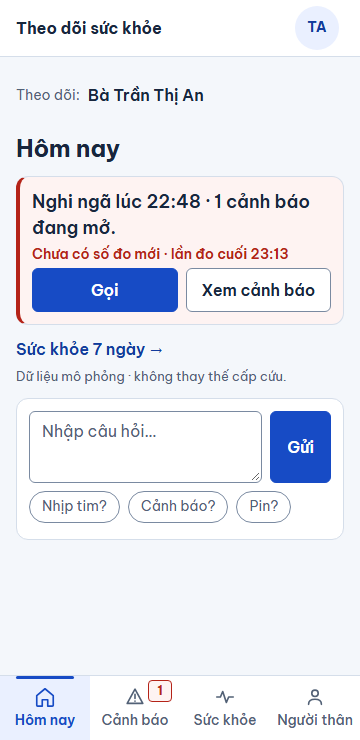 Theo dõi sức khỏe
TA
Theo dõi: Bà Trần Thị An
Hôm nay
Nghi ngã lúc 22:48 · 1 cảnh báo
đang mở.
Chưa có số đo mới · lần đo cuối 23:13
Gọi
Xem cảnh báo
Sức khỏe 7 ngày →
Dữ liệu mô phỏng · không thay thế cấp cứu.
Nhập câu hỏi...
Gửi
Nhịp tim?
Cảnh báo?
Pin?
1
Hôm nay
Cảnh báo
Sức khỏe
Người thân